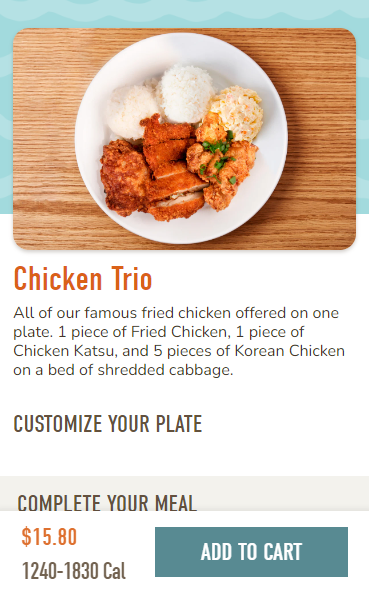 Chicken Trio
All of our famous fried chicken offered on one
plate. 1 piece of Fried Chicken, 1 piece of
Chicken Katsu, and 5 pieces of Korean Chicken
on a bed of shredded cabbage.
CUSTOMIZE YOUR PLATE
COMPLETE YOUR MEAL
$15.80
1240-1830 Cal
ADD TO CART